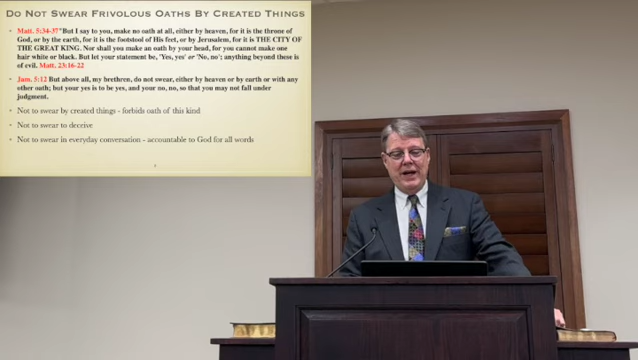 DO NOT SWEAR FRIVOLOUS OATHS BY CREATED THINGS
Matt. 5:34-37"But I say to you, make no oath at all, either by heaven, for it is the throne of
God, or by the earth, for it is the footstool of His feet, or by Jerusalem, for it is THE CITY OF
THE GREAT KING. Nor shall you make an oath by your head, for you cannot make one
hair white or black. But let your statement be, 'Yes, yes' or 'No, no'; anything beyond these is
of evil. Matt. 23:16-22
Jam. 5:12 But above all, my brethren, do not swear, either by heaven or by earth or with any
other oath; but your yes is to be yes, and your no, no, so that you may not fall under
judgment.
Not to swear by created things - forbids oath of this kind
Not to swear to deceive
Not to swear in everyday conversation - accountable to God for all words